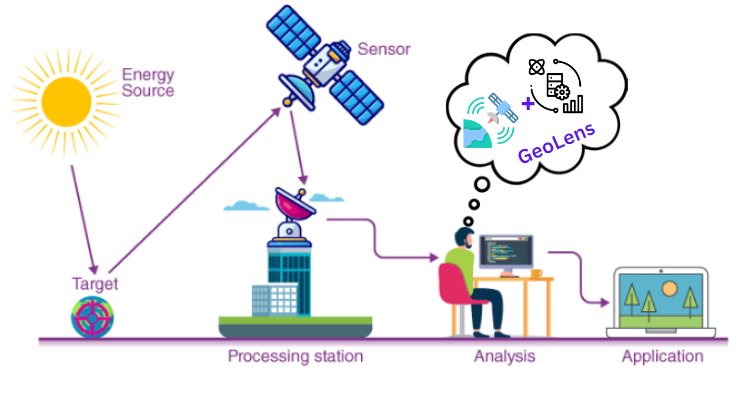 Energy
Source
Sensor
+
GeoLens
Target
Processing station
Analysis
Application